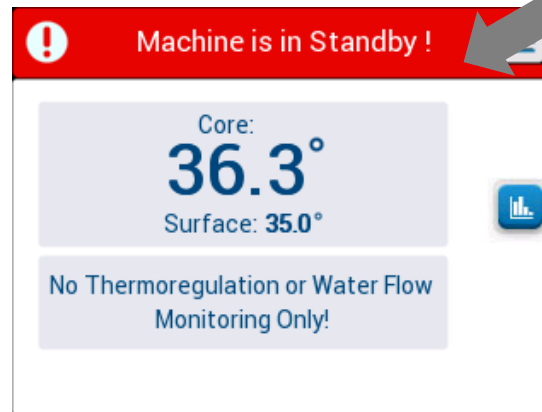 Machine is in Standby !
Core:
36.3°
Surface: 35.0°
No Thermoregulation or Water Flow
Monitoring Only!